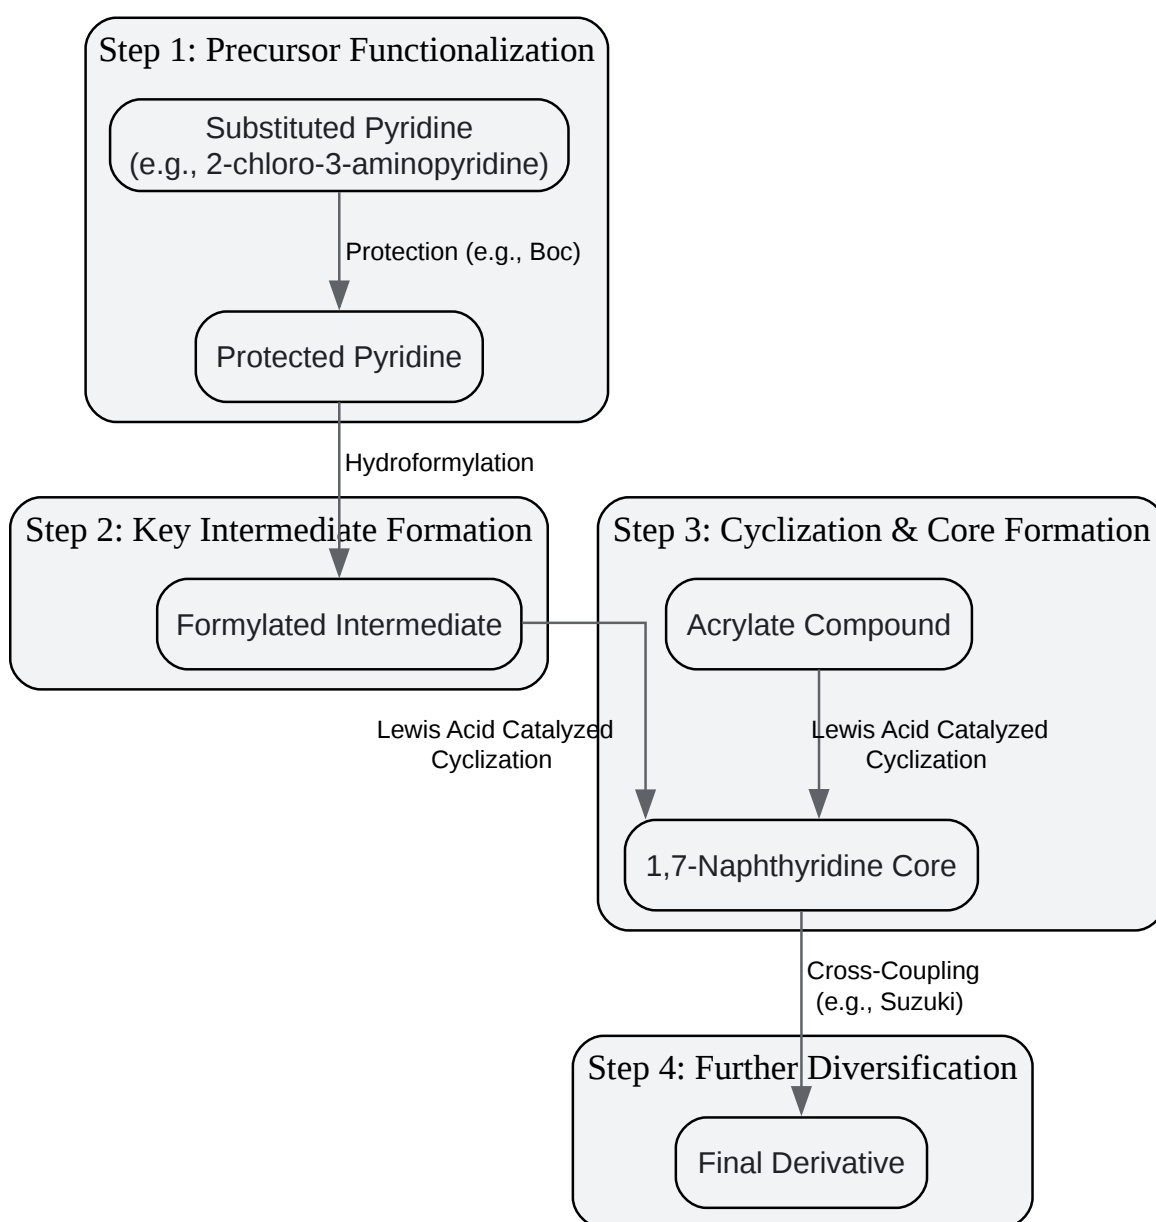 Step 1: Precursor Functionalization
Substituted Pyridine
(e.g., 2-chloro-3-aminopyridine)
Protection (e.g., Boc)
Protected Pyridine
Hydroformylation
Step 2: Key Intermediate Formation
Formylated Intermediate
Step 3: Cyclization & Core Formation
Acrylate Compound
Lewis Acid Catalyzed
Cyclization
Lewis Acid Catalyzed
Cyclization
1,7-Naphthyridine Core
Cross-Coupling
(e.g., Suzuki)
Step 4: Further Diversification
Final Derivative